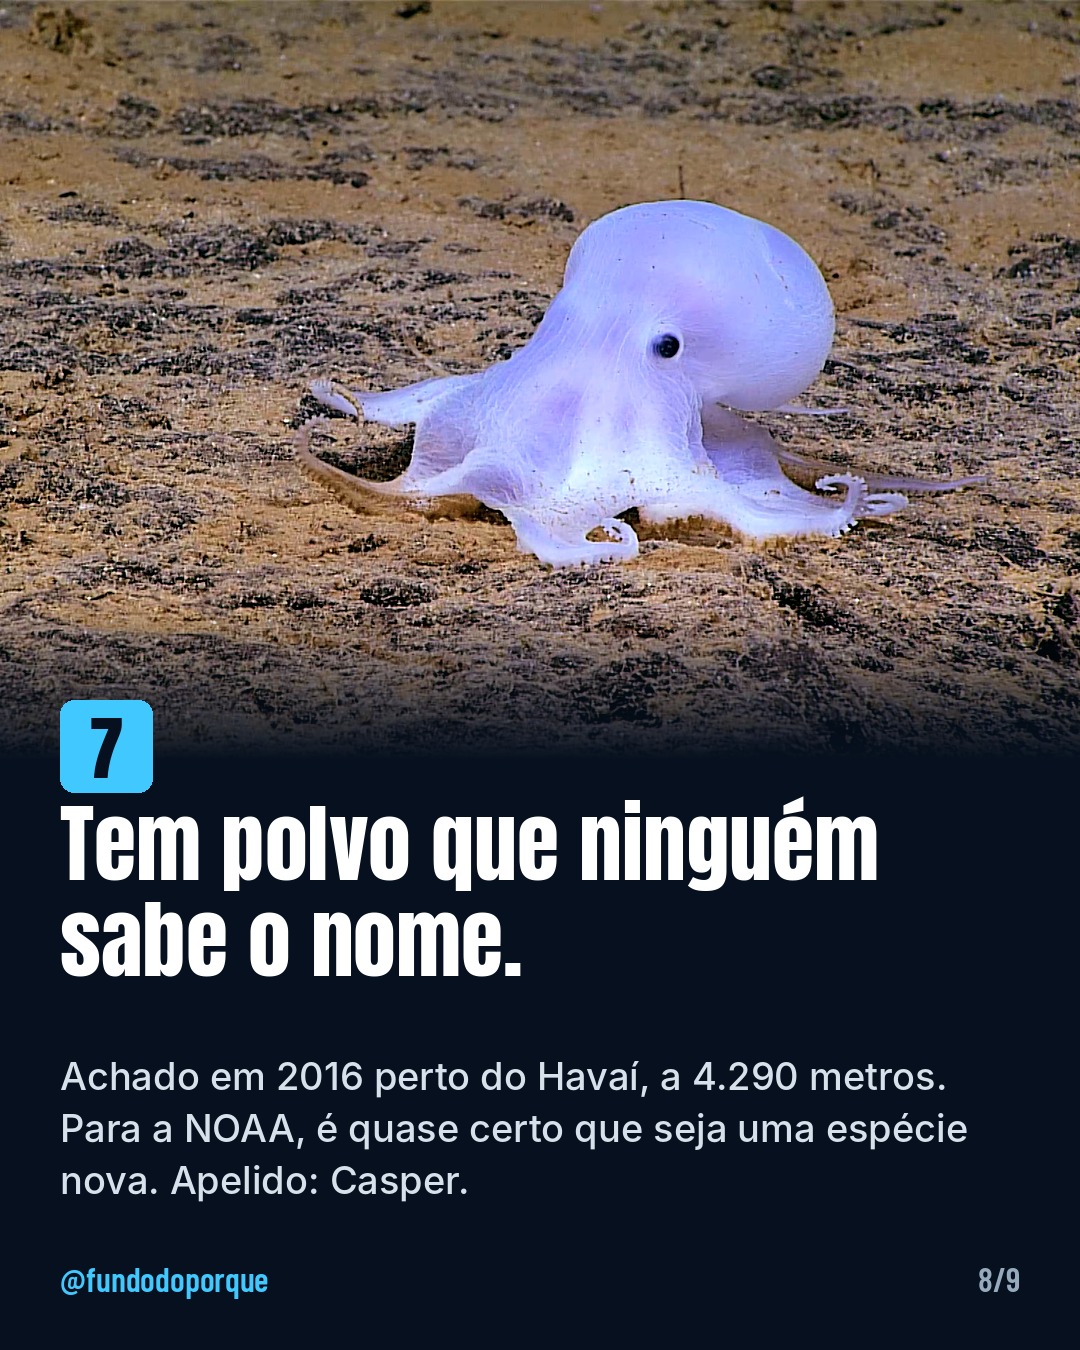 7
Tem polvo que ninguém
sabe o nome.
Achado em 2016 perto do Havaí, a 4.290 metros.
Para a NOAA, é quase certo que seja uma espécie
nova. Apelido: Casper.
@fundodoporque
8/9